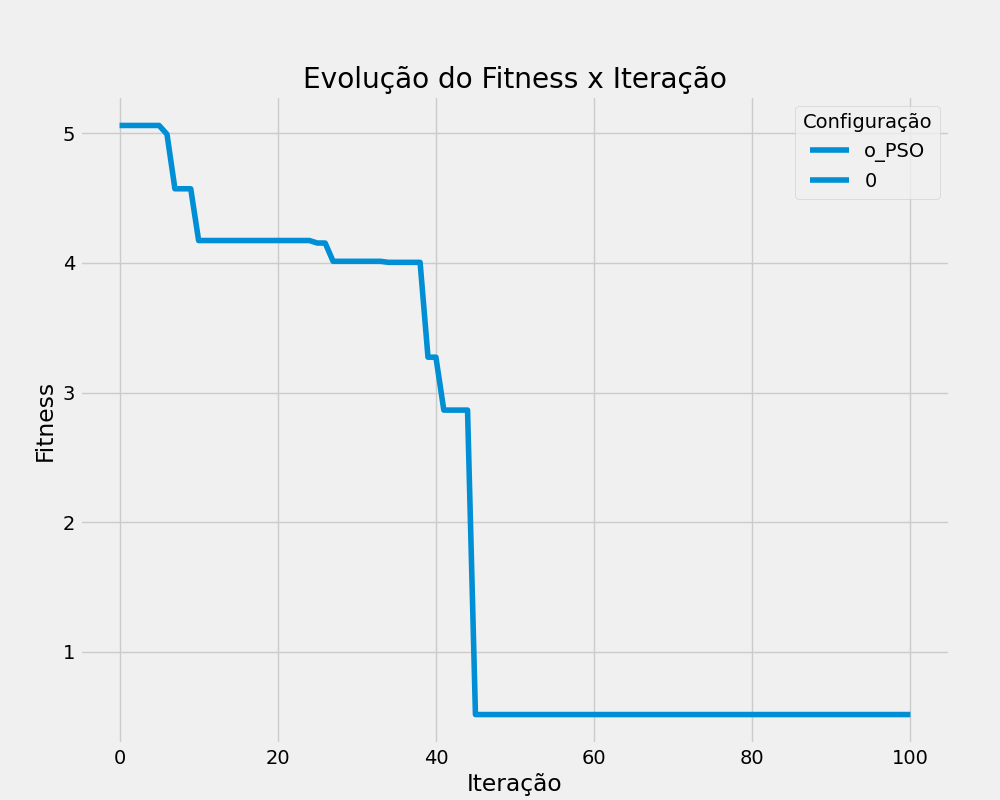 Evolução do Fitness x Iteração
Configuração
o_PSO
0
5
4
3
2
1
Fitness
0 20 40 60 80 100
Iteração